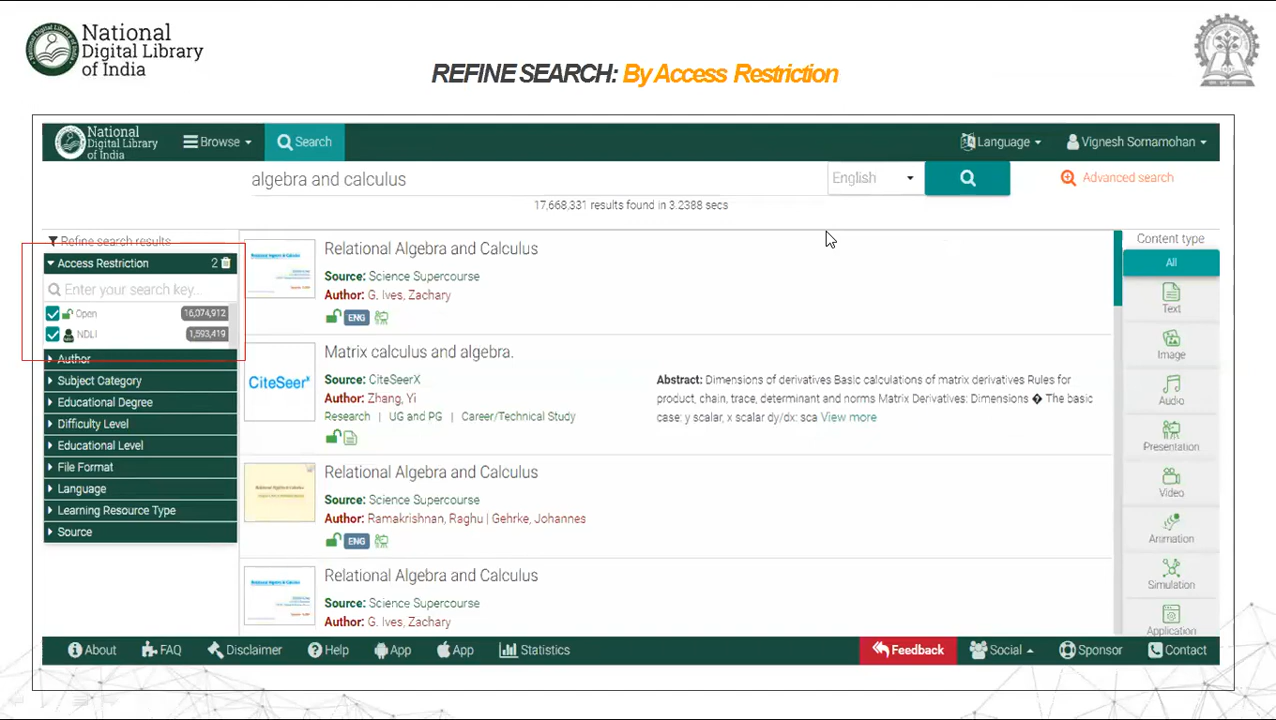 National
Digital Library
of India
REFINE SEARCH: By Access Restriction
National
Digital Library
of India
Browse
Search
Language
Vignesh Sornamohan
algebra and calculus
English
Advanced search
17,668,331 results found in 3.2388 secs
Refine search results
Access Restriction 2
Enter your search key...
Open 16,074,912
NDLI 1,593,419
Author
Subject Category
Educational Degree
Difficulty Level
Educational Level
File Format
Language
Learning Resource Type
Source
Relational Algebra and Calculus
Source: Science Supercourse
Author: G. Ives, Zachary
ENG
CiteSeerX
Matrix calculus and algebra.
Source: CiteSeerX
Author: Zhang, Yi
Research | UG and PG | Career/Technical Study
Abstract: Dimensions of derivatives Basic calculations of matrix derivatives Rules for
product, chain, trace, determinant and norms Matrix Derivatives: Dimensions � The basic
case: y scalar, x scalar dy/dx: sca View more
Relational Algebra and Calculus
Source: Science Supercourse
Author: Ramakrishnan, Raghu | Gehrke, Johannes
ENG
Relational Algebra and Calculus
Source: Science Supercourse
Author: G. Ives, Zachary
Content type
All
Text
Image
Audio
Presentation
Video
Animation
Simulation
Application
About
FAQ
Disclaimer
Help
App
App
Statistics
Feedback
Social
Sponsor
Contact